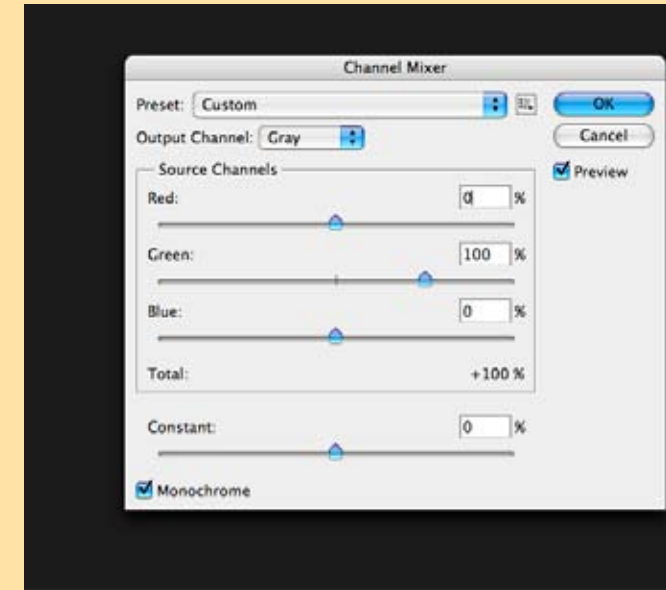 Channel Mixer
Preset: Custom
OK
Output Channel: Gray
Cancel
Source Channels
Preview
Red: 0 %
Green: 100 %
Blue: 0 %
Total: +100 %
Constant: 0 %
Monochrome